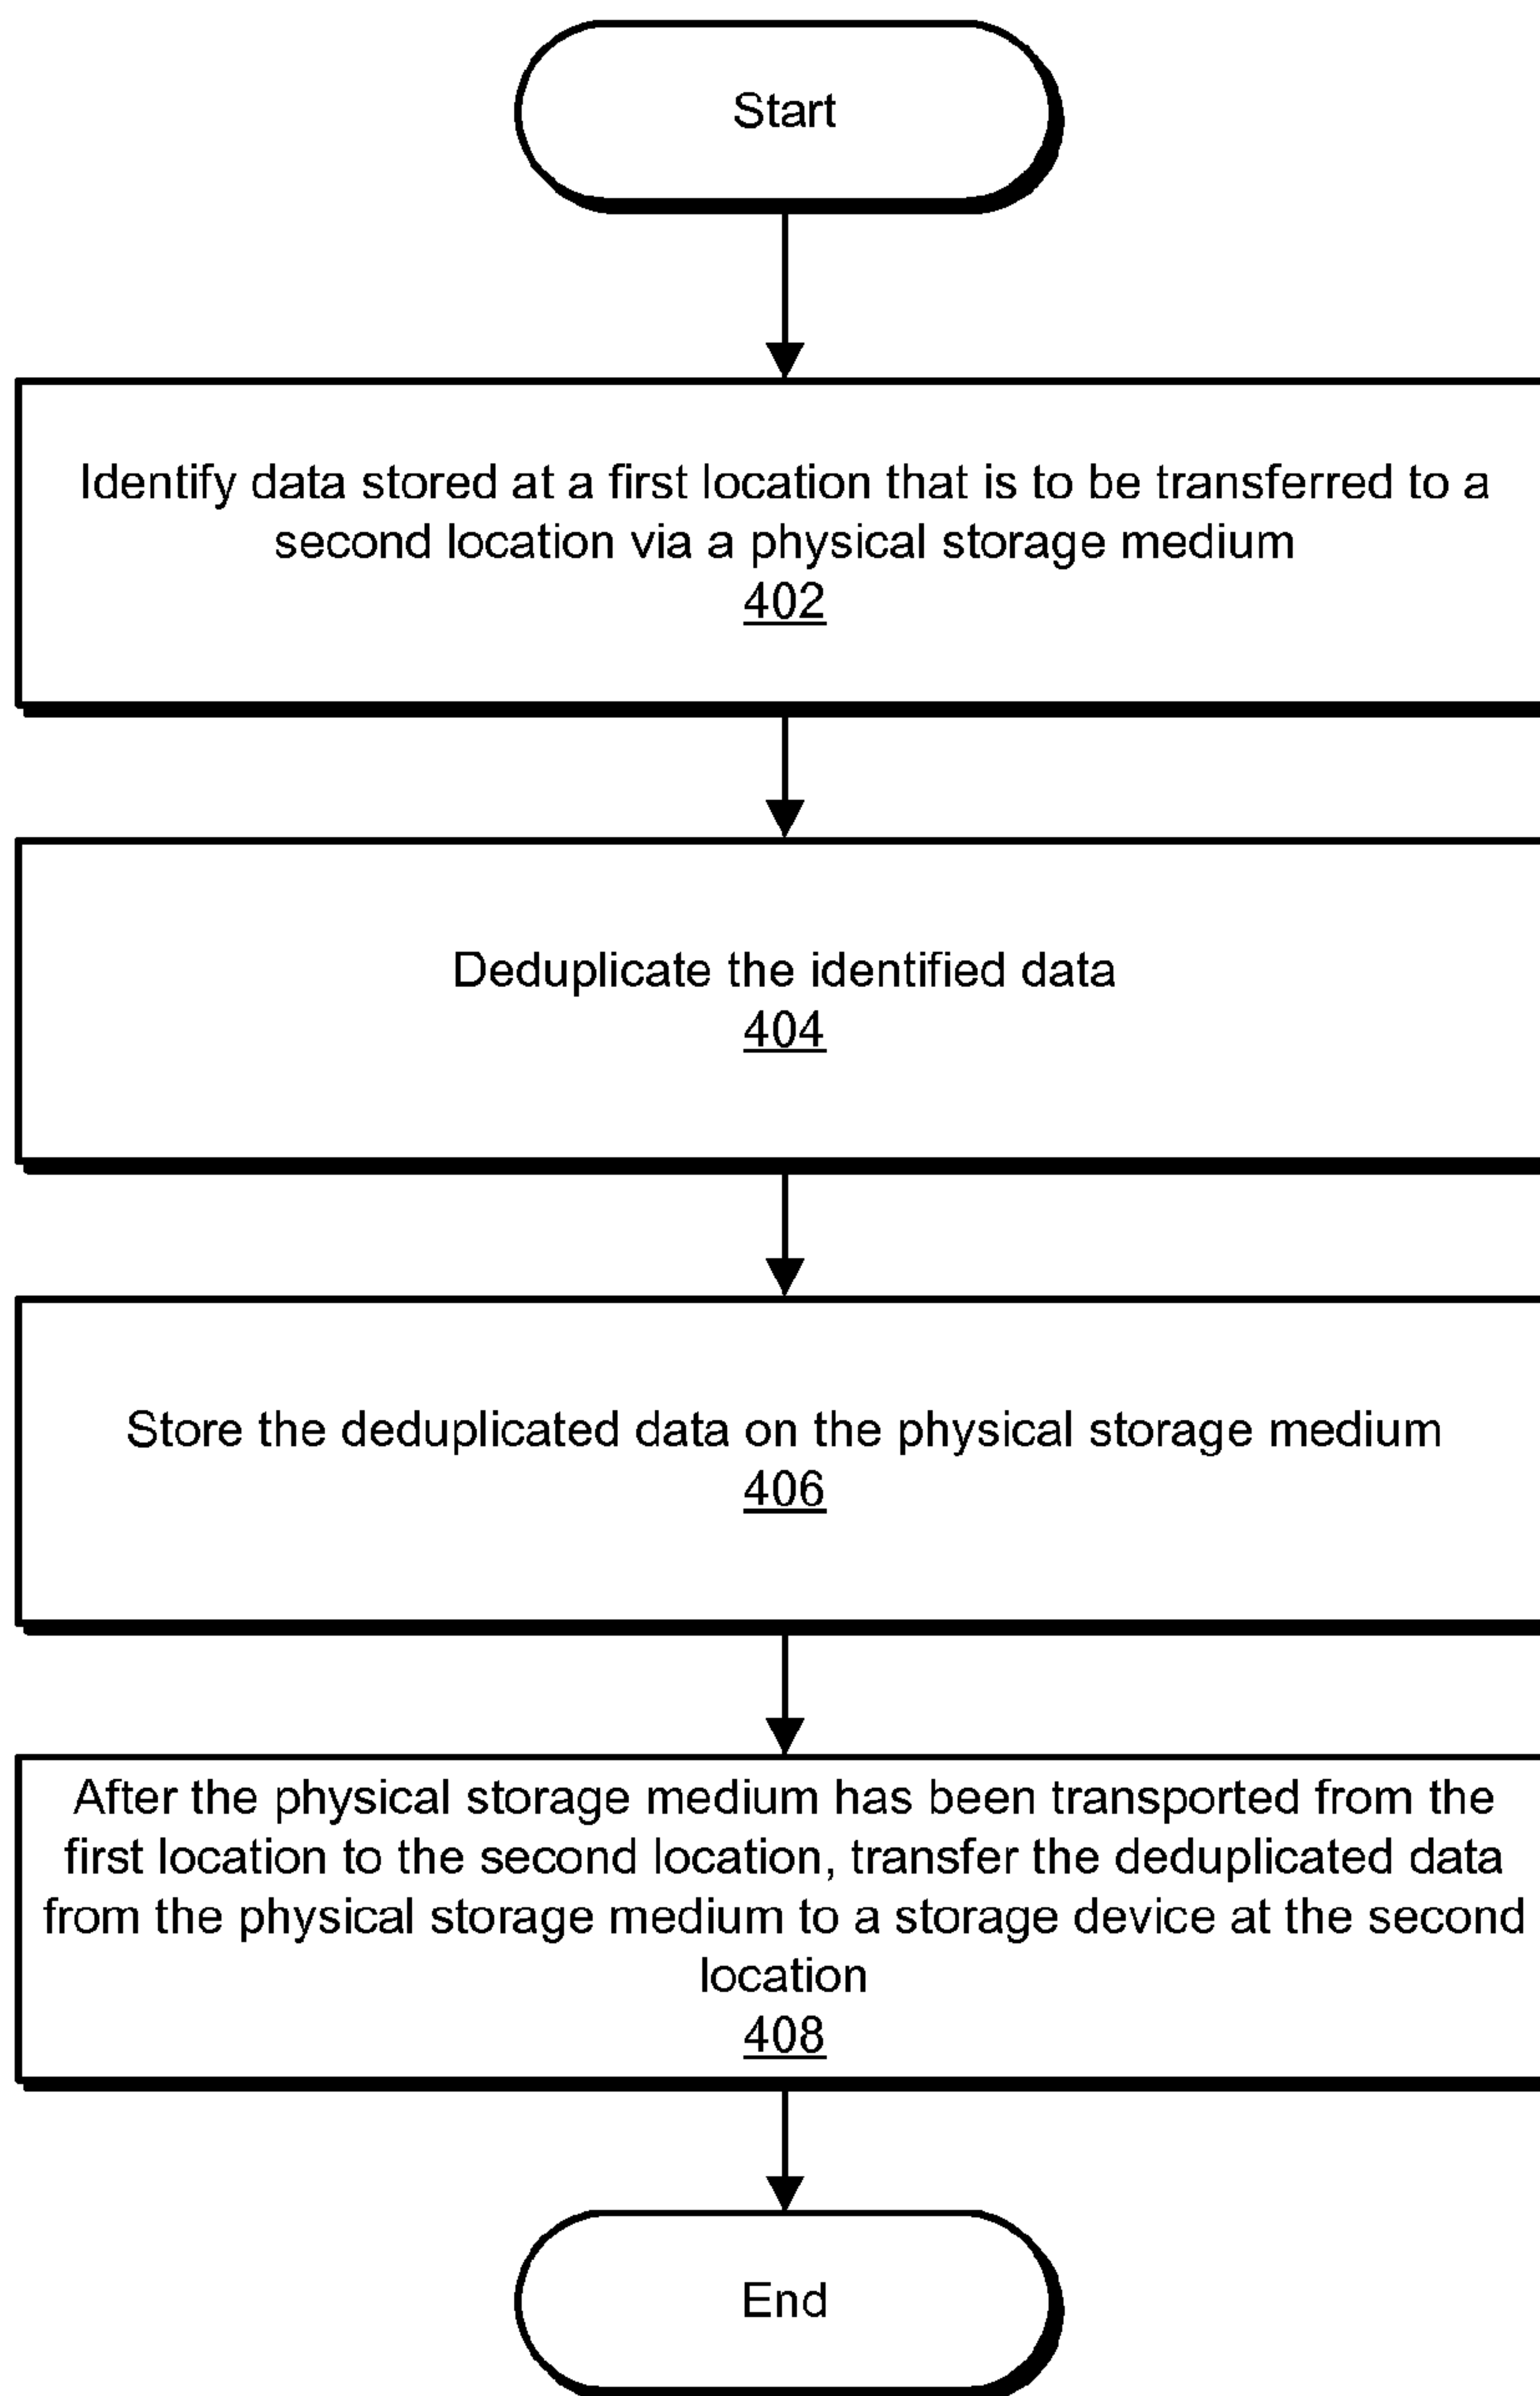 Start
Identify data stored at a first location that is to be transferred to a
second location via a physical storage medium
402
Deduplicate the identified data
404
Store the deduplicated data on the physical storage medium
406
After the physical storage medium has been transported from the
first location to the second location, transfer the deduplicated data
from the physical storage medium to a storage device at the second
location
408
End